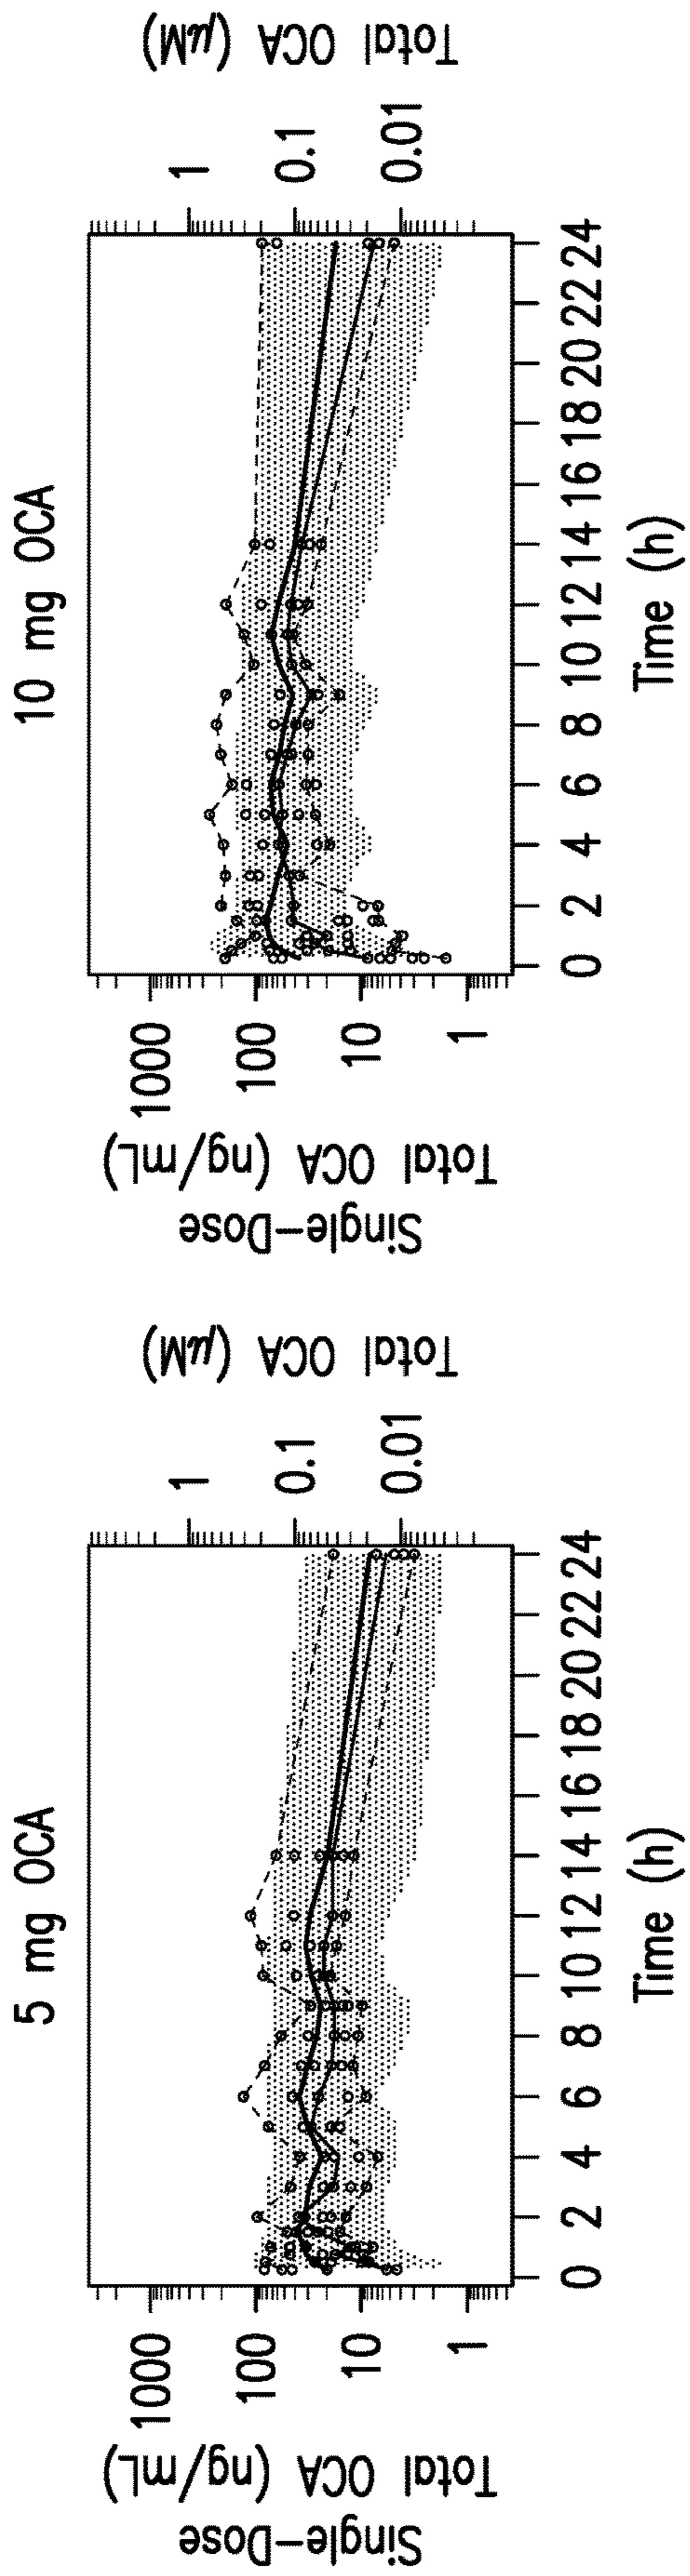 5 mg OCA
Single-Dose
Total OCA (ng/mL)
1000
100
10
1
Total OCA (μM)
1
0.1
0.01
0 2 4 6 8 10 12 14 16 18 20 22 24
Time (h)
10 mg OCA
Single-Dose
Total OCA (ng/mL)
1000
100
10
1
Total OCA (μM)
1
0.1
0.01
0 2 4 6 8 10 12 14 16 18 20 22 24
Time (h)